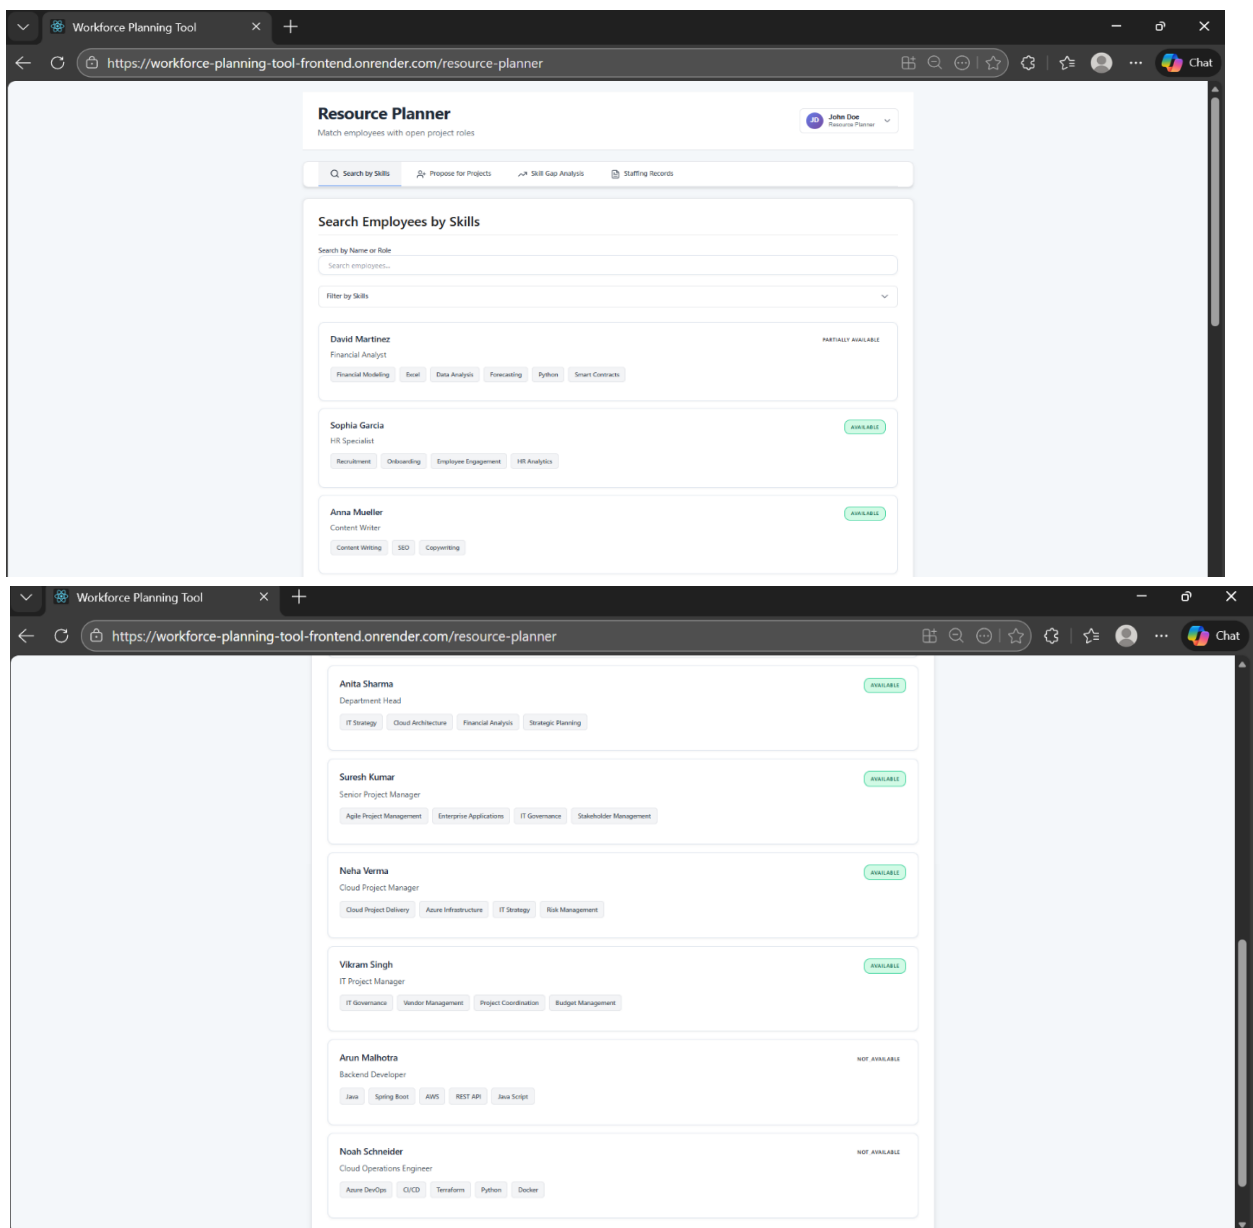 Workforce Planning Tool
https://workforce-planning-tool-frontend.onrender.com/resource-planner
Chat
Resource Planner
Match employees with open project roles
JD John Doe
Resource Planner
Search by Skills Propose for Projects Skill Gap Analysis Staffing Records
Search Employees by Skills
Search by Name or Role
Search employees...
Filter by Skills
David Martinez PARTIALLY AVAILABLE
Financial Analyst
Financial Modeling Excel Data Analysis Forecasting Python Smart Contracts
Sophia Garcia AVAILABLE
HR Specialist
Recruitment Onboarding Employee Engagement HR Analytics
Anna Mueller AVAILABLE
Content Writer
Content Writing SEO Copywriting
Workforce Planning Tool
https://workforce-planning-tool-frontend.onrender.com/resource-planner
Chat
Anita Sharma AVAILABLE
Department Head
IT Strategy Cloud Architecture Financial Analysis Strategic Planning
Suresh Kumar AVAILABLE
Senior Project Manager
Agile Project Management Enterprise Applications IT Governance Stakeholder Management
Neha Verma AVAILABLE
Cloud Project Manager
Cloud Project Delivery Azure Infrastructure IT Strategy Risk Management
Vikram Singh AVAILABLE
IT Project Manager
IT Governance Vendor Management Project Coordination Budget Management
Arun Malhotra NOT AVAILABLE
Backend Developer
Java Spring Boot AWS REST API Java Script
Noah Schneider NOT AVAILABLE
Cloud Operations Engineer
Azure DevOps CI/CD Terraform Python Docker